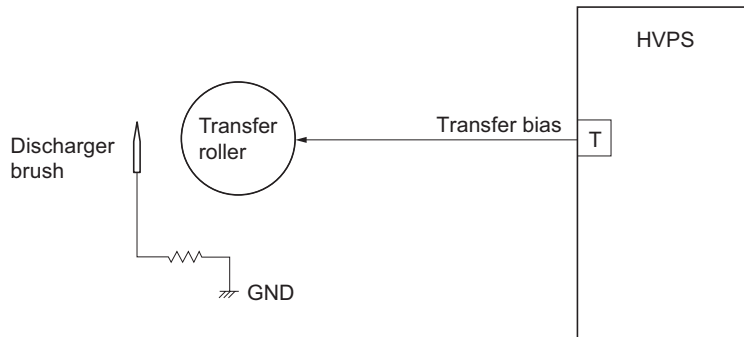 HVPS
Transfer bias
T
Transfer
roller
Discharger
brush
GND